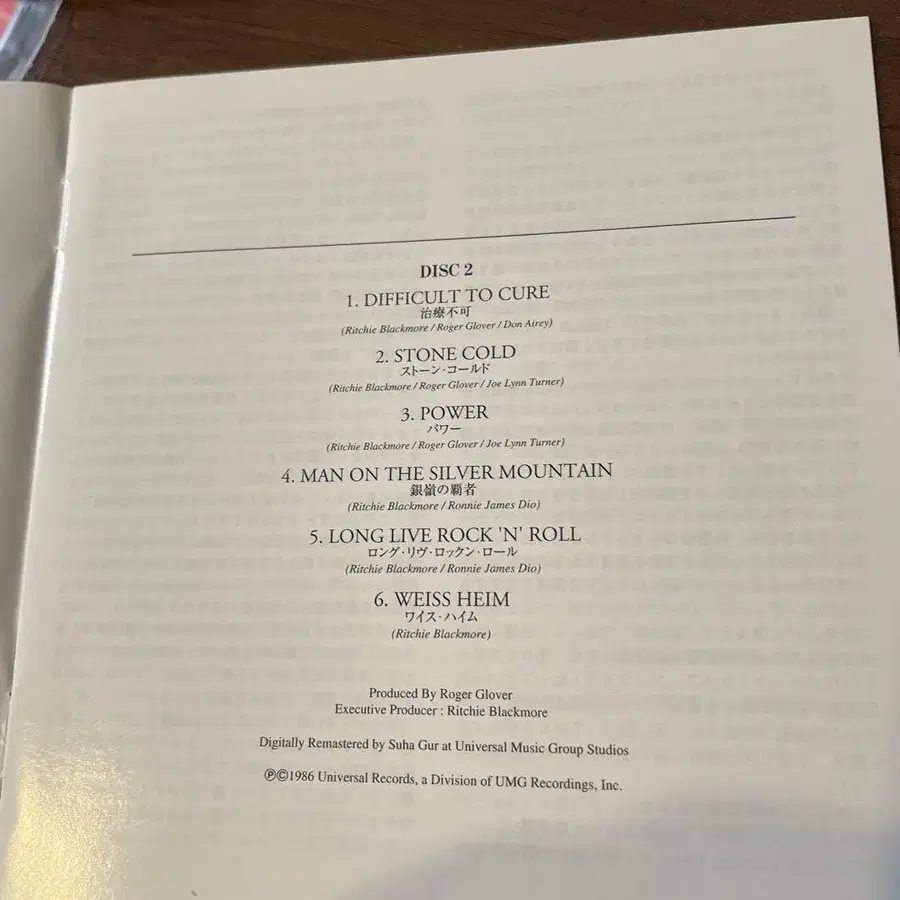 DISC 2
1. DIFFICULT TO CURE
治療不可
(Ritchie Blackmore / Roger Glover / Don Airey)
2. STONE COLD
ストーン・コールド
(Ritchie Blackmore / Roger Glover / Joe Lynn Turner)
3. POWER
パワー
(Ritchie Blackmore / Roger Glover / Joe Lynn Turner)
4. MAN ON THE SILVER MOUNTAIN
銀嶺の覇者
(Ritchie Blackmore / Ronnie James Dio)
5. LONG LIVE ROCK 'N' ROLL
ロング・リヴ・ロックン・ロール
(Ritchie Blackmore / Ronnie James Dio)
6. WEISS HEIM
ワイス・ハイム
(Ritchie Blackmore)
Produced By Roger Glover
Executive Producer : Ritchie Blackmore
Digitally Remastered by Suha Gur at Universal Music Group Studios
℗©1986 Universal Records, a Division of UMG Recordings, Inc.